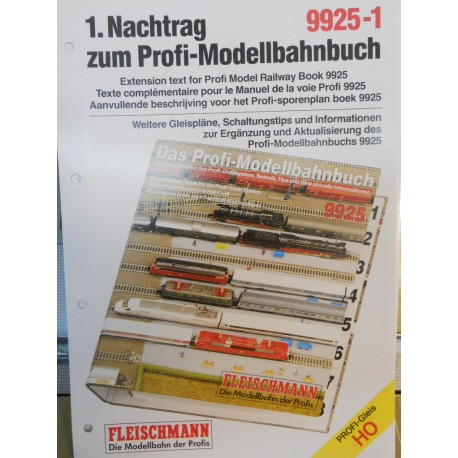 1. Nachtrag 9925-1
zum Profi-Modellbahnbuch
Extension text for Profi Model Railway Book 9925
Texte complémentaire pour le Manuel de la voie Profi 9925
Aanvullende beschrijving voor het Profi-sporenplan boek 9925
Weitere Gleispläne, Schaltungstips und Informationen
zur Ergänzung und Aktualisierung des
Profi-Modellbahnbuchs 9925
Das Profi-Modellbahnbuch
9925
1
2
3
4
5
6
7
8
FLEISCHMANN
Die Modellbahn der Profis
FLEISCHMANN
Die Modellbahn der Profis
PROFI-Gleis
HO